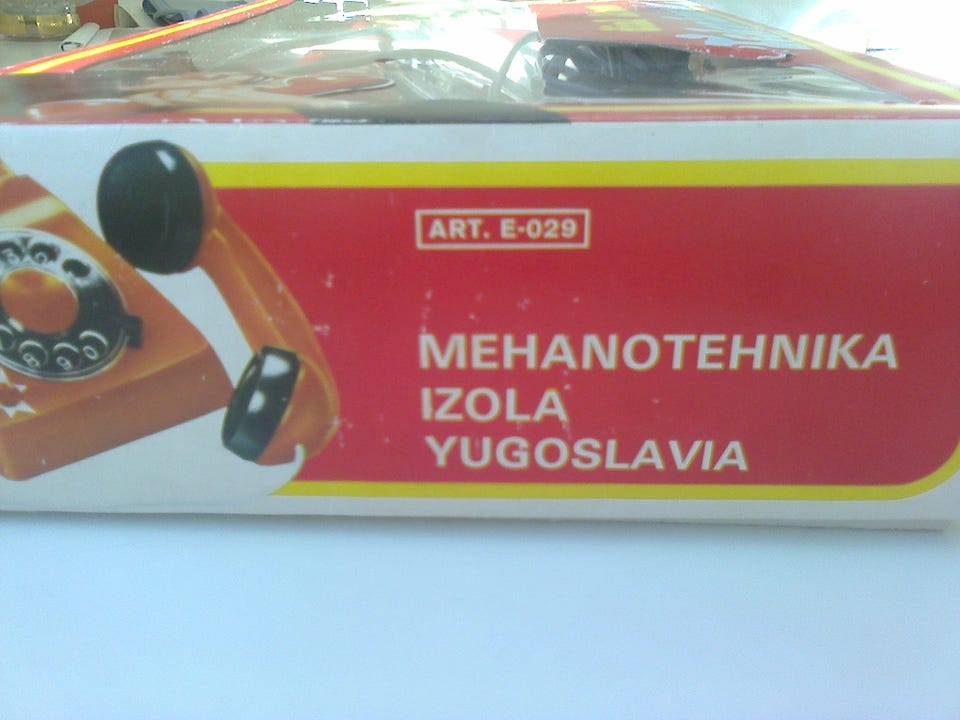 ART. E-029
MEHANOTEHNIKA
IZOLA
YUGOSLAVIA